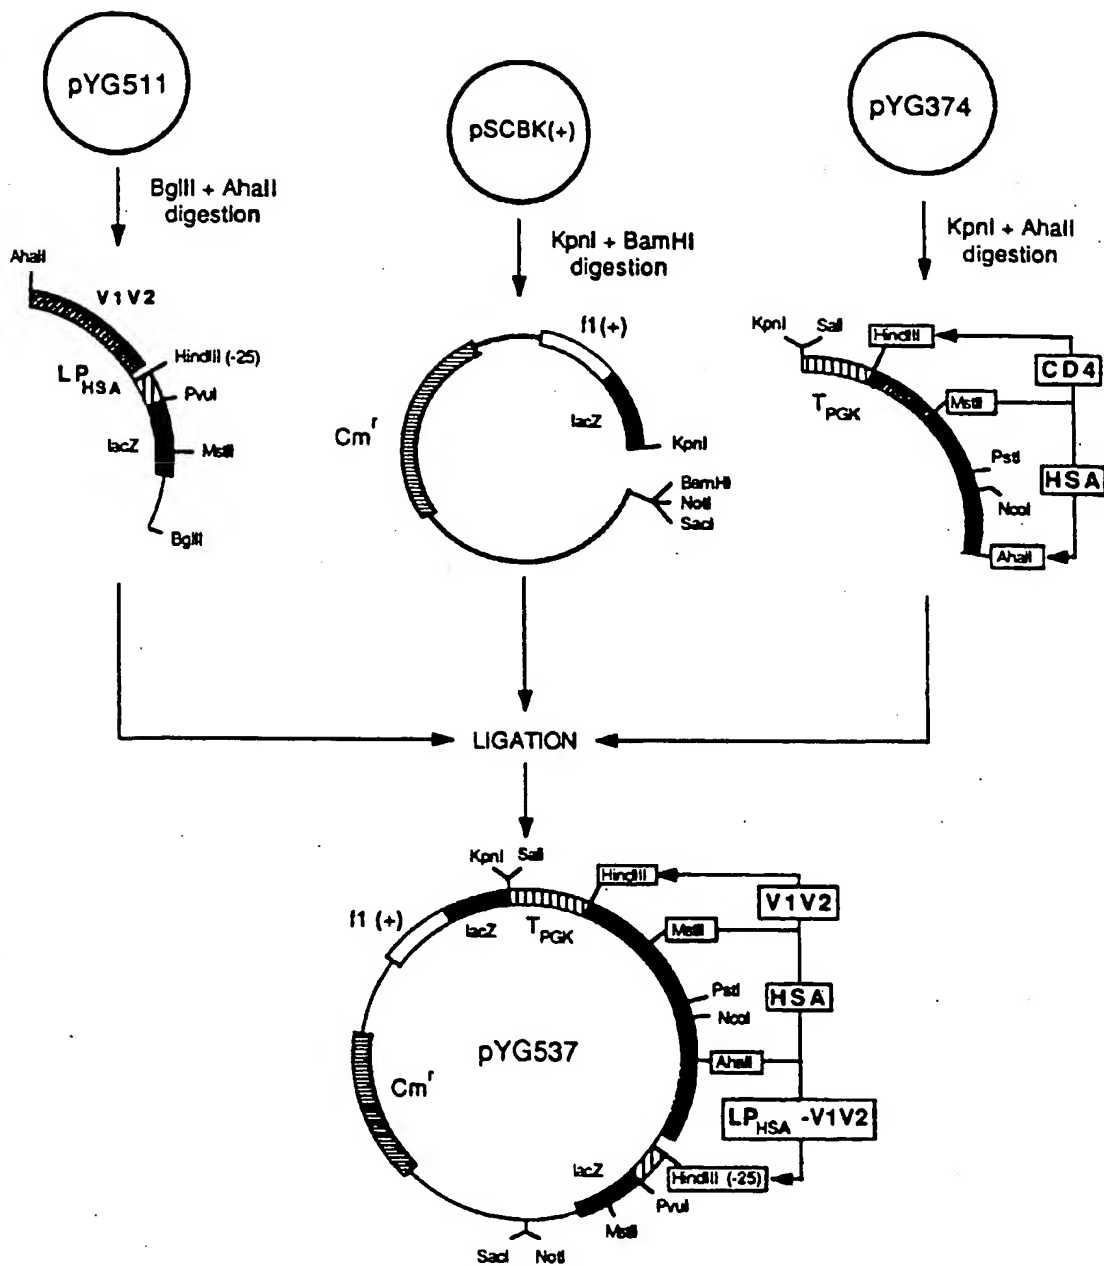 pYG511
pSCBK(+)
pYG374
BglII + AhaII
digestion
KpnI + BamHI
digestion
KpnI + AhaII
digestion
AhaII
V1V2
HindIII (-25)
LP HSA
PvuI
lacZ
MstII
BglII
f1(+)
Cm r
lacZ
KpnI
BamHI
NotI
SacI
KpnI
SalI
HindIII
CD4
T PGK
MstII
PstI
HSA
NcoI
AhaII
LIGATION
KpnI
SalI
HindIII
V1V2
f1 (+)
lacZ
T PGK
MstII
PstI
HSA
NcoI
pYG537
AhaII
Cm r
LP HSA -V1V2
lacZ
HindIII (-25)
PvuI
MstII
SacI
NotI